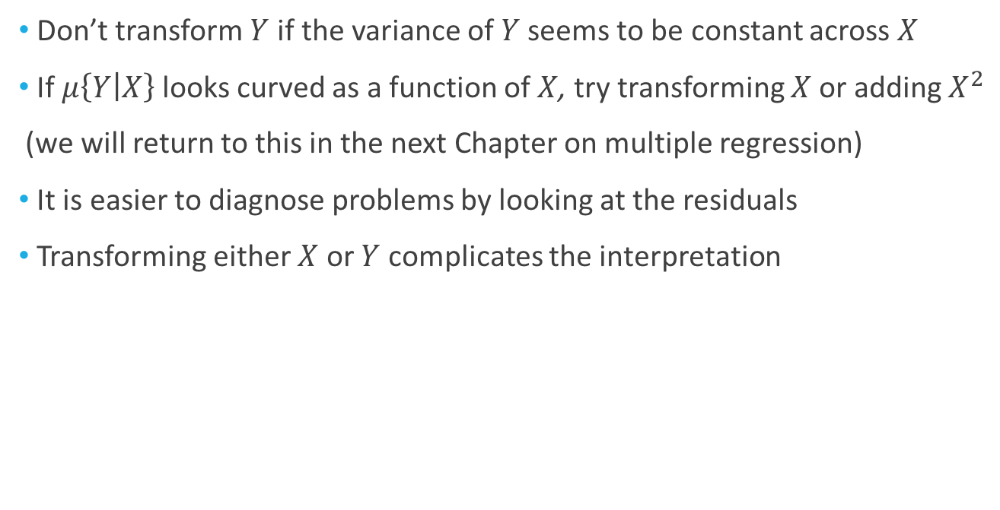 • Don’t transform Y if the variance of Y seems to be constant across X
• If μ{Y|X} looks curved as a function of X, try transforming X or adding X²
(we will return to this in the next Chapter on multiple regression)
• It is easier to diagnose problems by looking at the residuals
• Transforming either X or Y complicates the interpretation